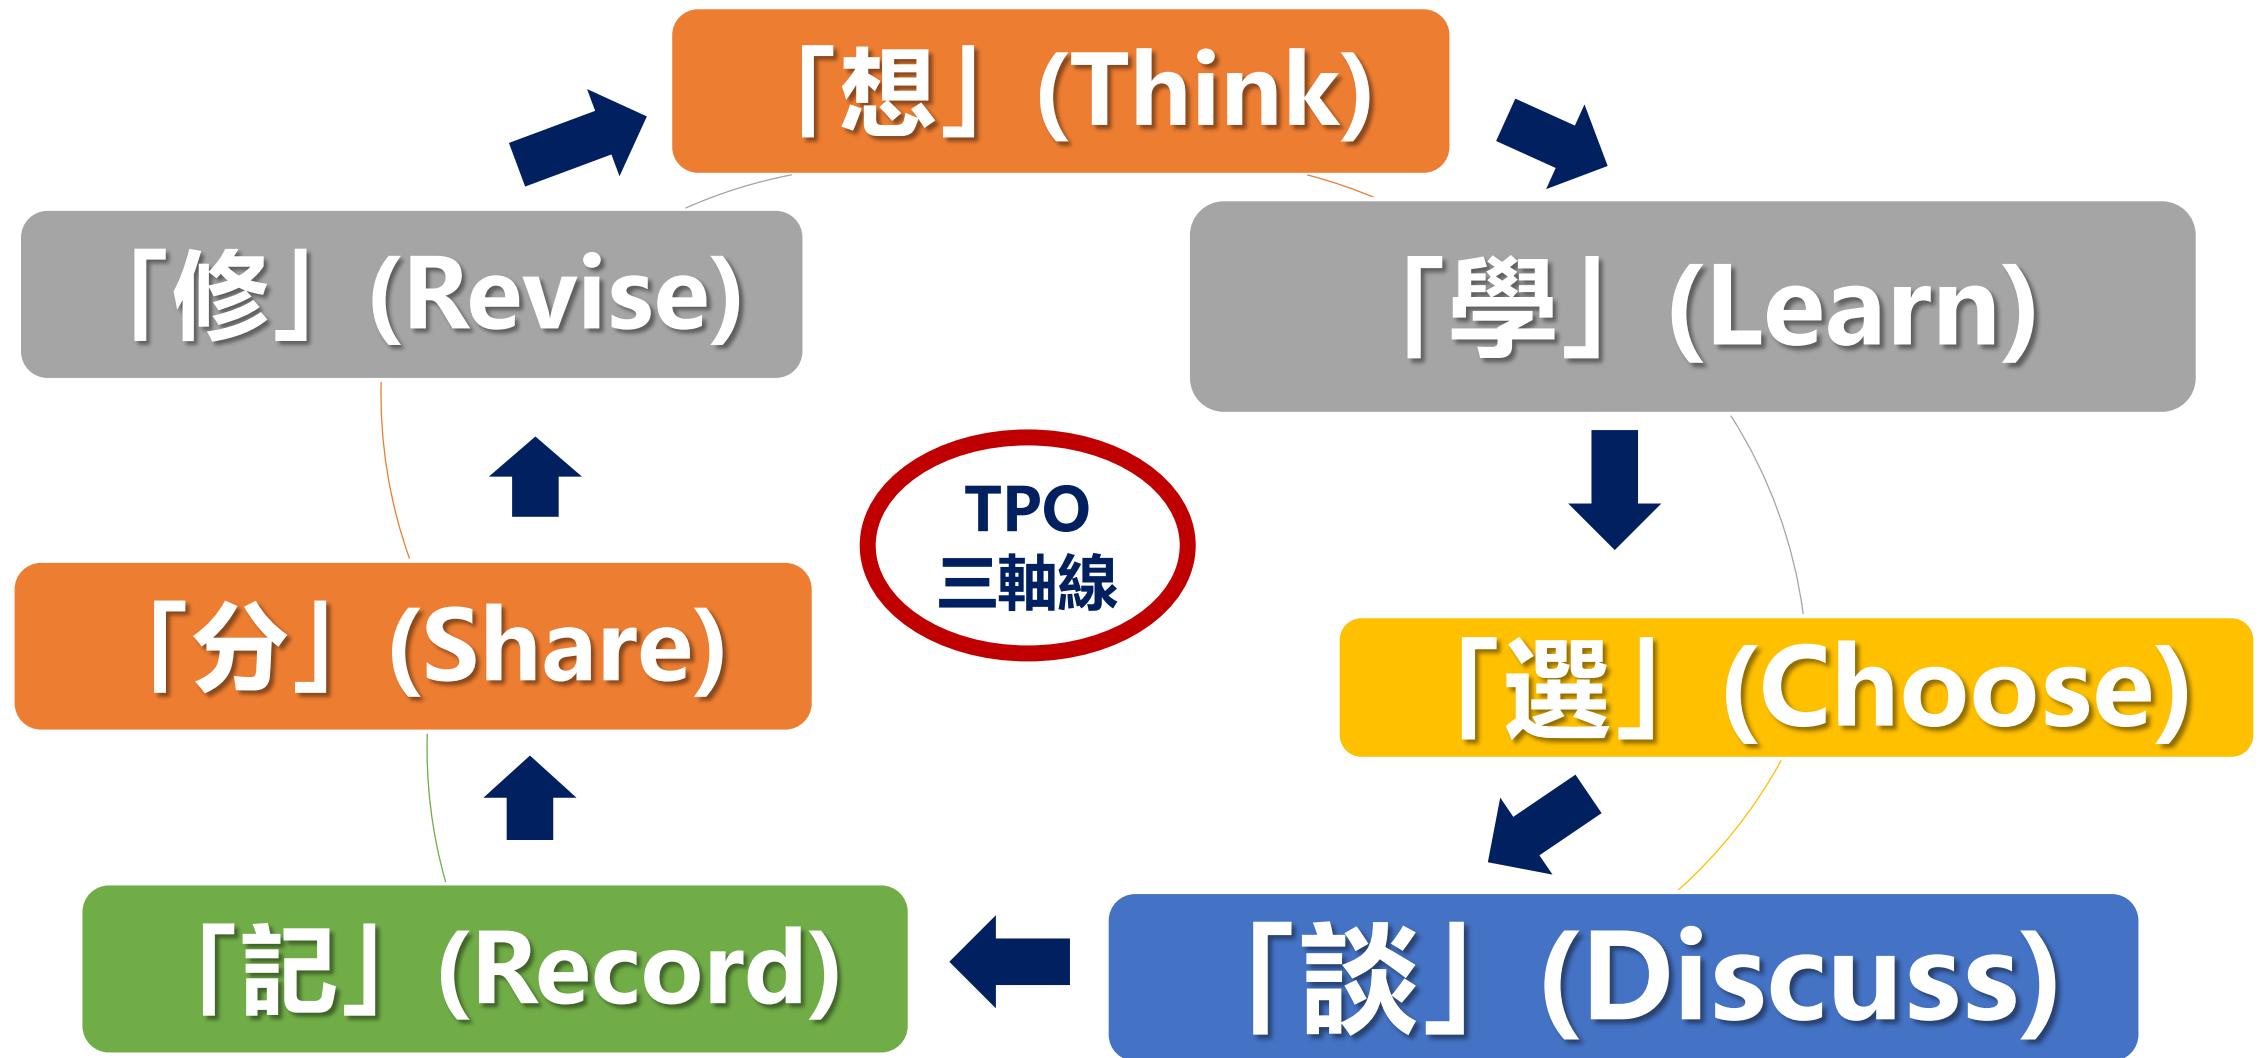 「想」(Think)
「修」(Revise)
「學」(Learn)
TPO
三軸線
「分」(Share)
「選」(Choose)
「記」(Record)
「談」(Discuss)